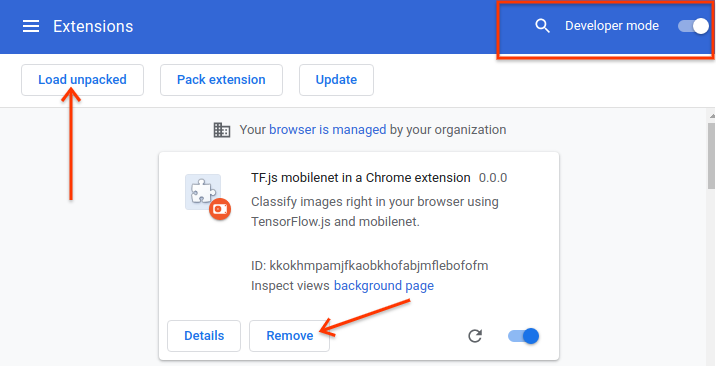 Extensions
Developer mode
Load unpacked
Pack extension
Update
Your browser is managed by your organization
TF.js mobilenet in a Chrome extension 0.0.0
Classify images right in your browser using
TensorFlow.js and mobilenet.
ID: kkokhmpamjfkaobkhofabjmflebofofm
Inspect views background page
Details
Remove